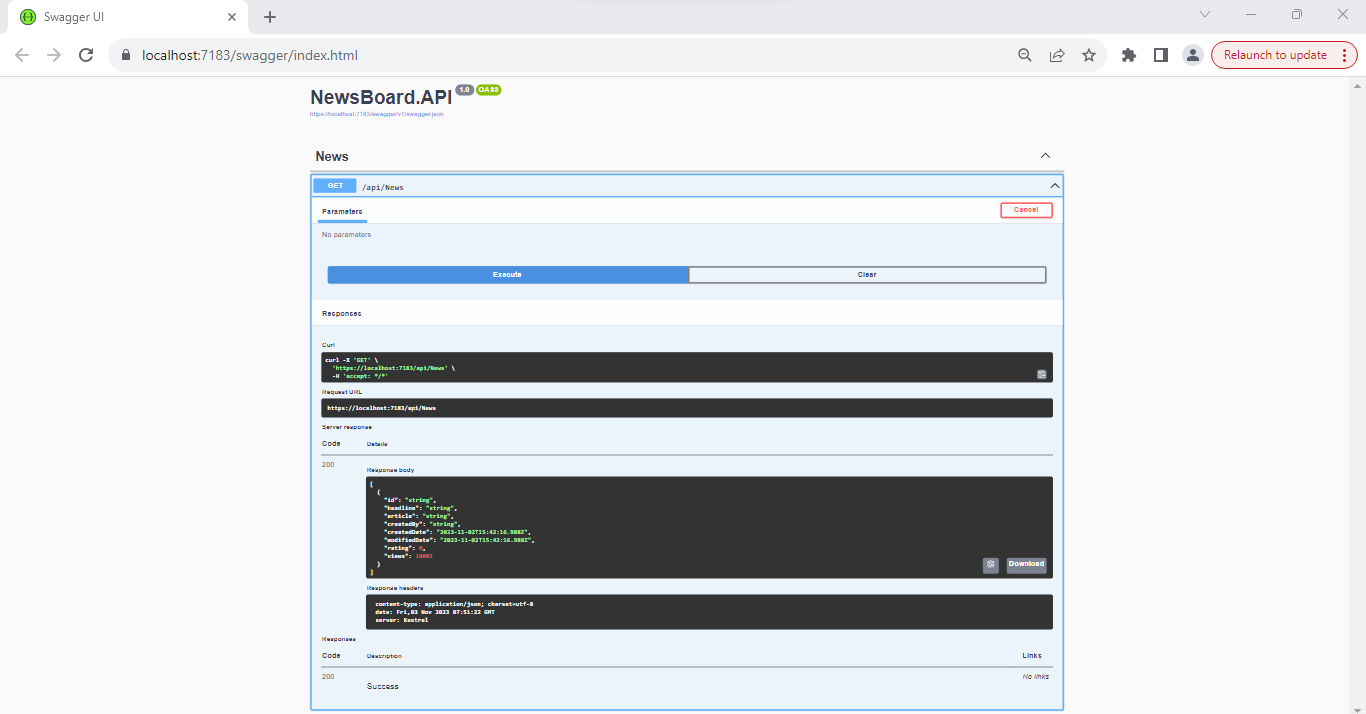 Swagger UI
localhost:7183/swagger/index.html
Relaunch to update
NewsBoard.API 1.0 OAS3
https://localhost:7183/swagger/v1/swagger.json
News
GET /api/News
Parameters Cancel
No parameters
Execute Clear
Responses
Curl
curl -X 'GET' \
'https://localhost:7183/api/News' \
-H 'accept: */*'
Request URL
https://localhost:7183/api/News
Server response
Code Details
200
Response body
[
{
"id": "string",
"headline": "string",
"article": "string",
"createdBy": "string",
"createdDate": "2023-11-02T15:42:16.988Z",
"modifiedDate": "2023-11-02T15:42:16.988Z",
"rating": 0,
"views": 10001
}
]
Download
Response headers
content-type: application/json; charset=utf-8
date: Fri,03 Nov 2023 07:51:22 GMT
server: Kestrel
Responses
Code Description Links
200 No links
Success